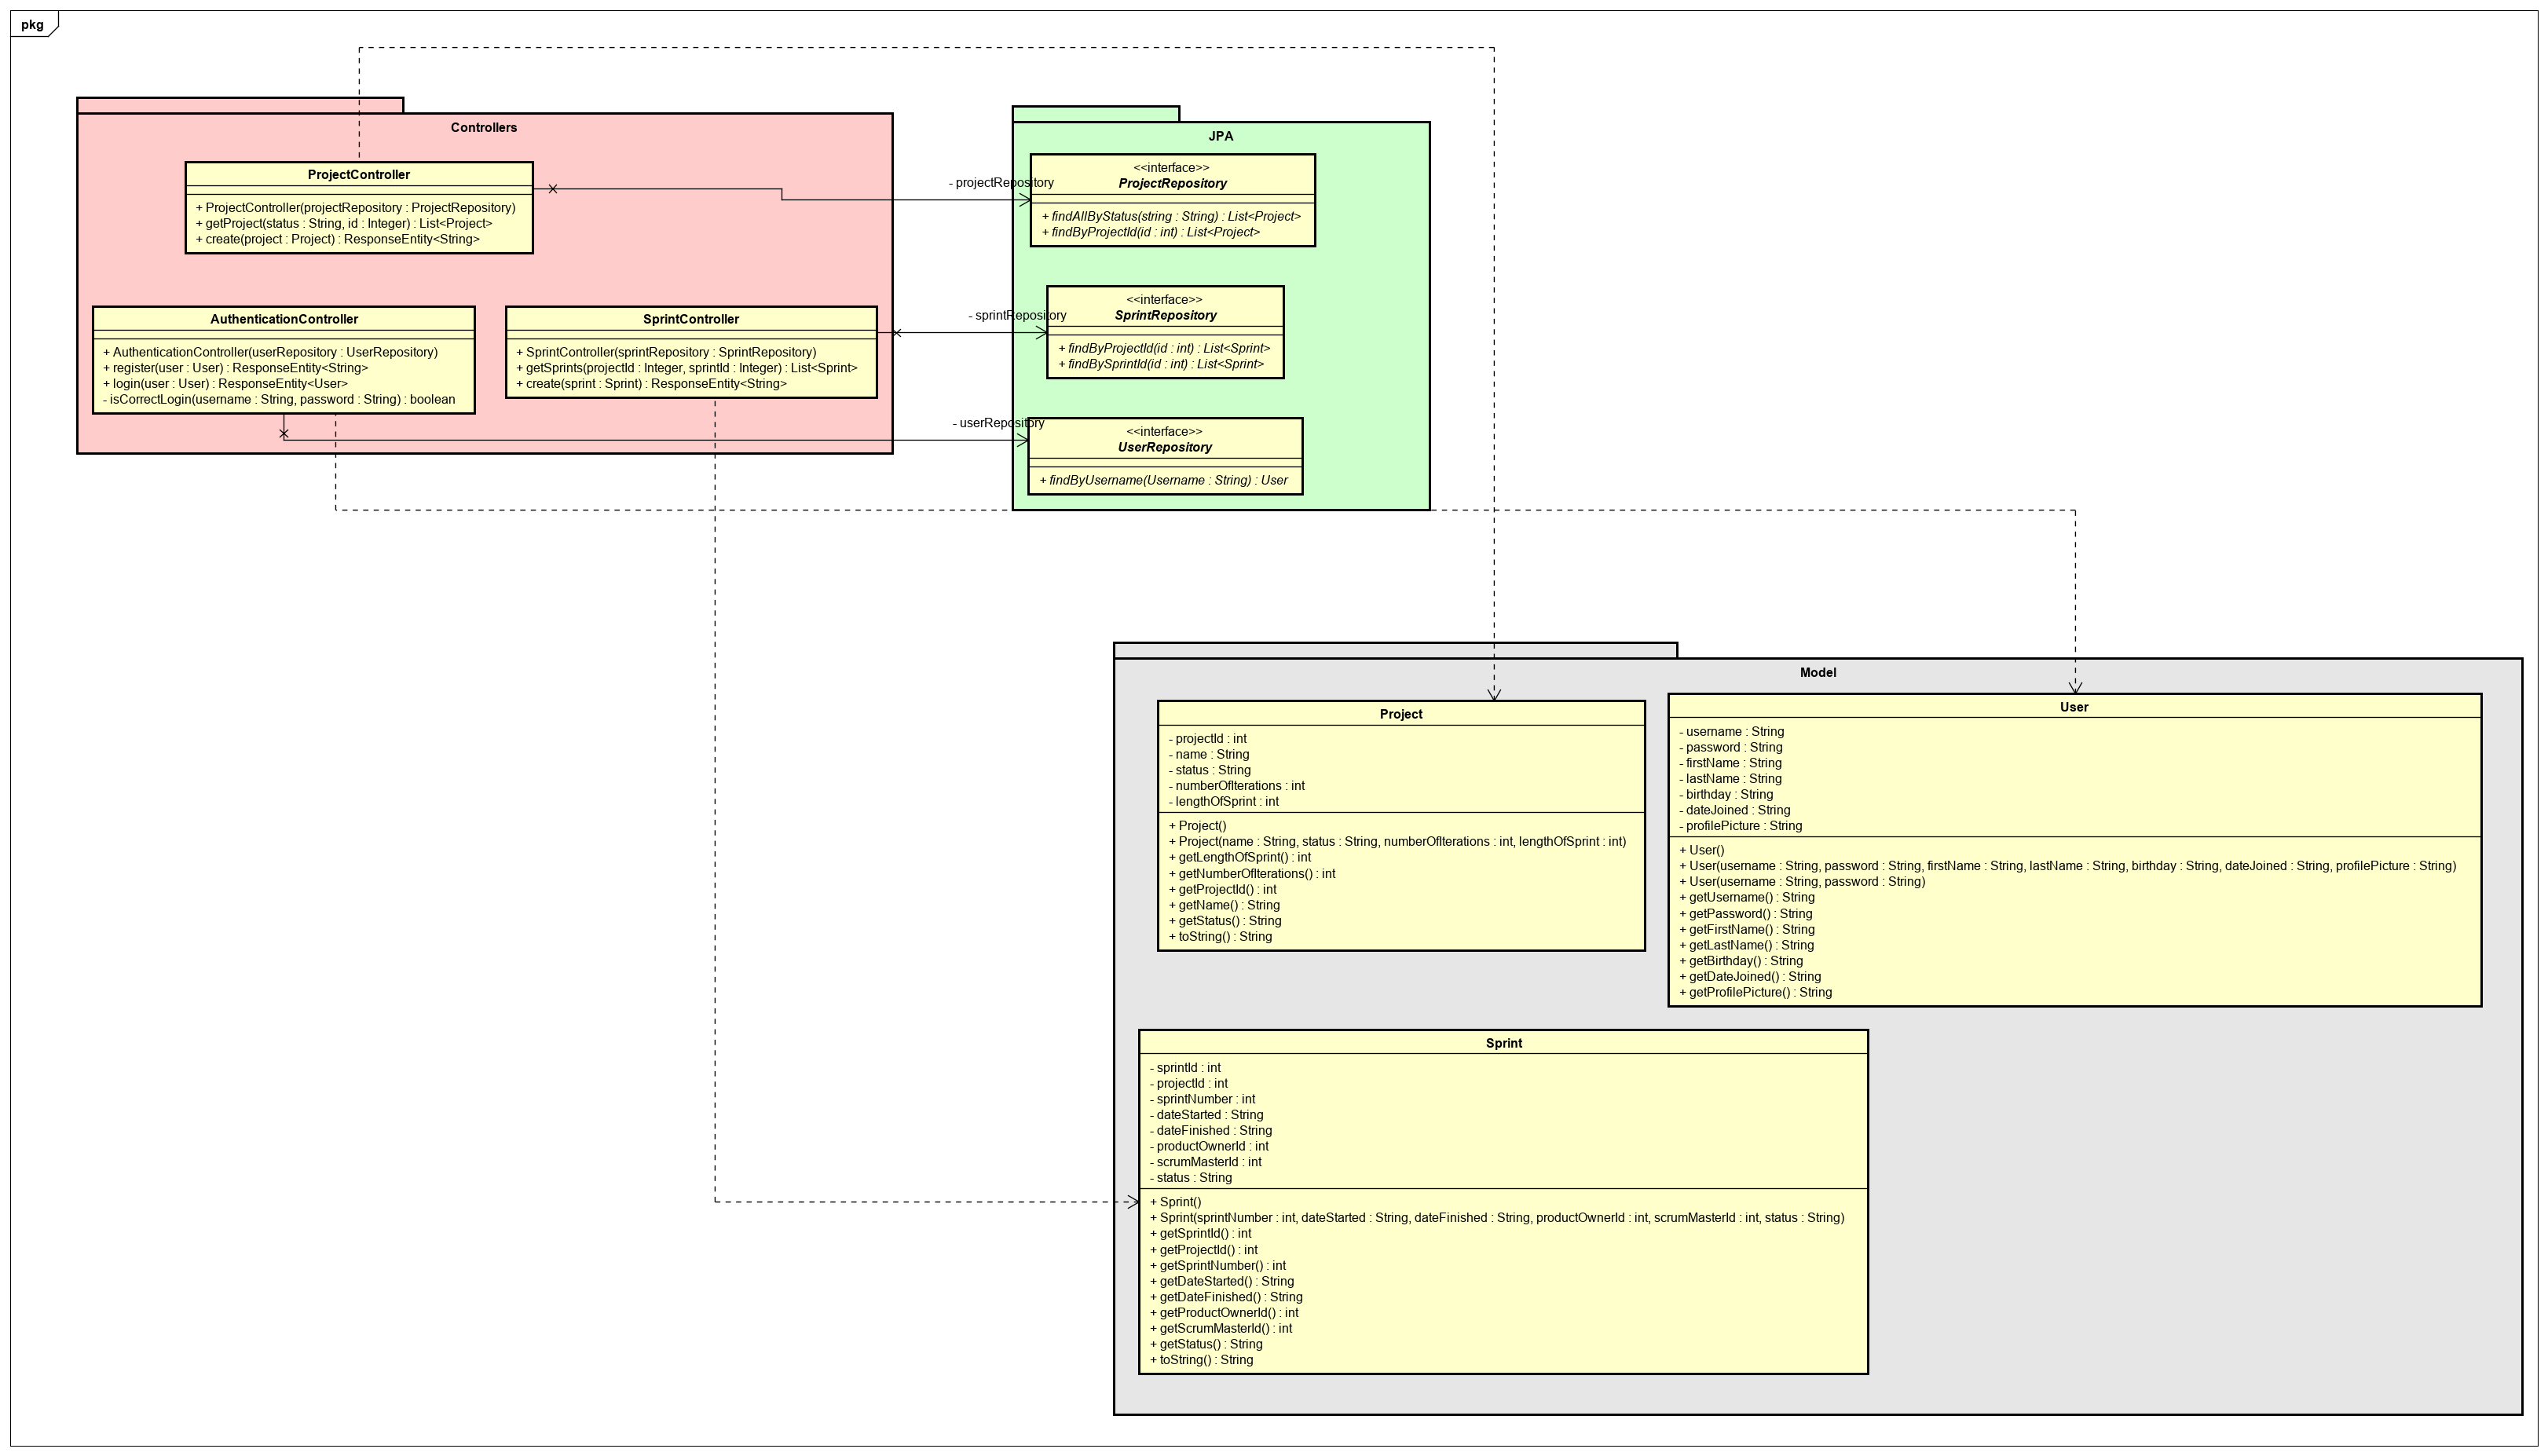 pkg
Controllers
ProjectController
+ ProjectController(projectRepository : ProjectRepository)
+ getProject(status : String, id : Integer) : List<Project>
+ create(project : Project) : ResponseEntity<String>
AuthenticationController
+ AuthenticationController(userRepository : UserRepository)
+ register(user : User) : ResponseEntity<String>
+ login(user : User) : ResponseEntity<User>
- isCorrectLogin(username : String, password : String) : boolean
SprintController
+ SprintController(sprintRepository : SprintRepository)
+ getSprints(projectId : Integer, sprintId : Integer) : List<Sprint>
+ create(sprint : Sprint) : ResponseEntity<String>
- projectRepository
- sprintRepository
- userRepository
JPA
<<interface>>
ProjectRepository
+ findAllByStatus(string : String) : List<Project>
+ findByProjectId(id : int) : List<Project>
<<interface>>
SprintRepository
+ findByProjectId(id : int) : List<Sprint>
+ findBySprintId(id : int) : List<Sprint>
<<interface>>
UserRepository
+ findByUsername(Username : String) : User
Model
Project
- projectId : int
- name : String
- status : String
- numberOfIterations : int
- lengthOfSprint : int
+ Project()
+ Project(name : String, status : String, numberOfIterations : int, lengthOfSprint : int)
+ getLengthOfSprint() : int
+ getNumberOfIterations() : int
+ getProjectId() : int
+ getName() : String
+ getStatus() : String
+ toString() : String
User
- username : String
- password : String
- firstName : String
- lastName : String
- birthday : String
- dateJoined : String
- profilePicture : String
+ User()
+ User(username : String, password : String, firstName : String, lastName : String, birthday : String, dateJoined : String, profilePicture : String)
+ User(username : String, password : String)
+ getUsername() : String
+ getPassword() : String
+ getFirstName() : String
+ getLastName() : String
+ getBirthday() : String
+ getDateJoined() : String
+ getProfilePicture() : String
Sprint
- sprintId : int
- projectId : int
- sprintNumber : int
- dateStarted : String
- dateFinished : String
- productOwnerId : int
- scrumMasterId : int
- status : String
+ Sprint()
+ Sprint(sprintNumber : int, dateStarted : String, dateFinished : String, productOwnerId : int, scrumMasterId : int, status : String)
+ getSprintId() : int
+ getProjectId() : int
+ getSprintNumber() : int
+ getDateStarted() : String
+ getDateFinished() : String
+ getProductOwnerId() : int
+ getScrumMasterId() : int
+ getStatus() : String
+ toString() : String